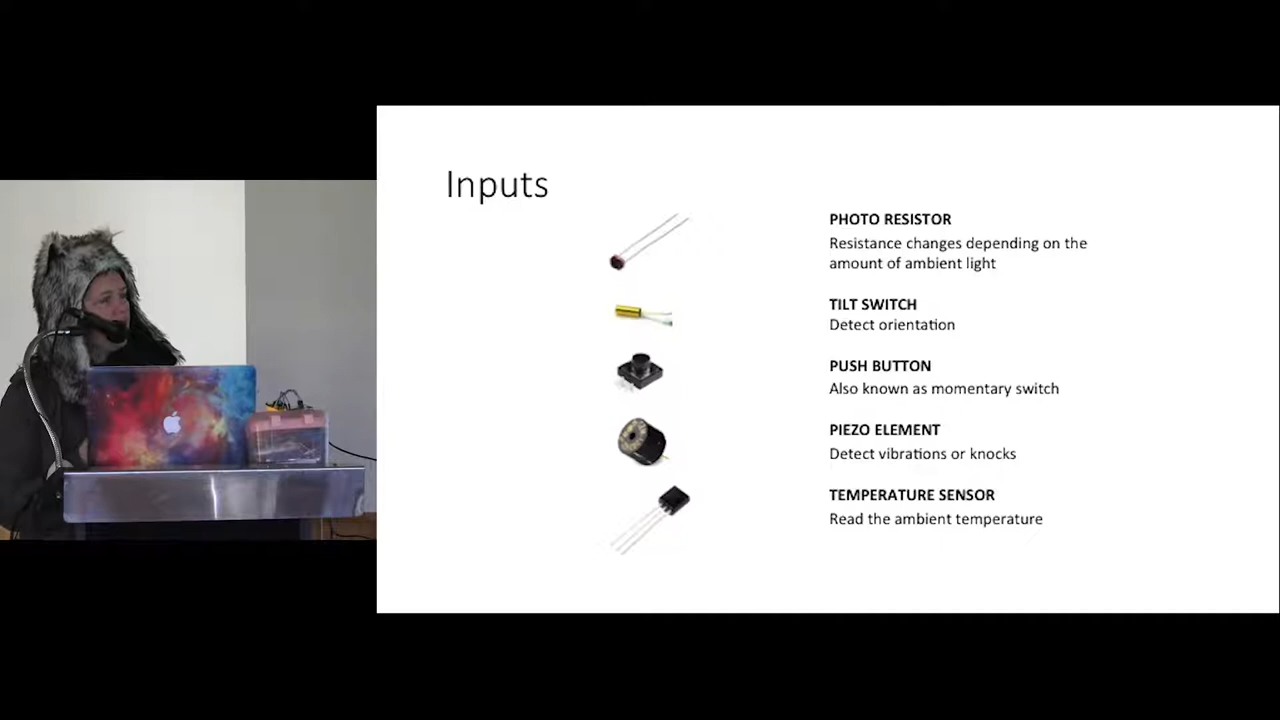 Inputs
PHOTO RESISTOR
Resistance changes depending on the
amount of ambient light
TILT SWITCH
Detect orientation
PUSH BUTTON
Also known as momentary switch
PIEZO ELEMENT
Detect vibrations or knocks
TEMPERATURE SENSOR
Read the ambient temperature